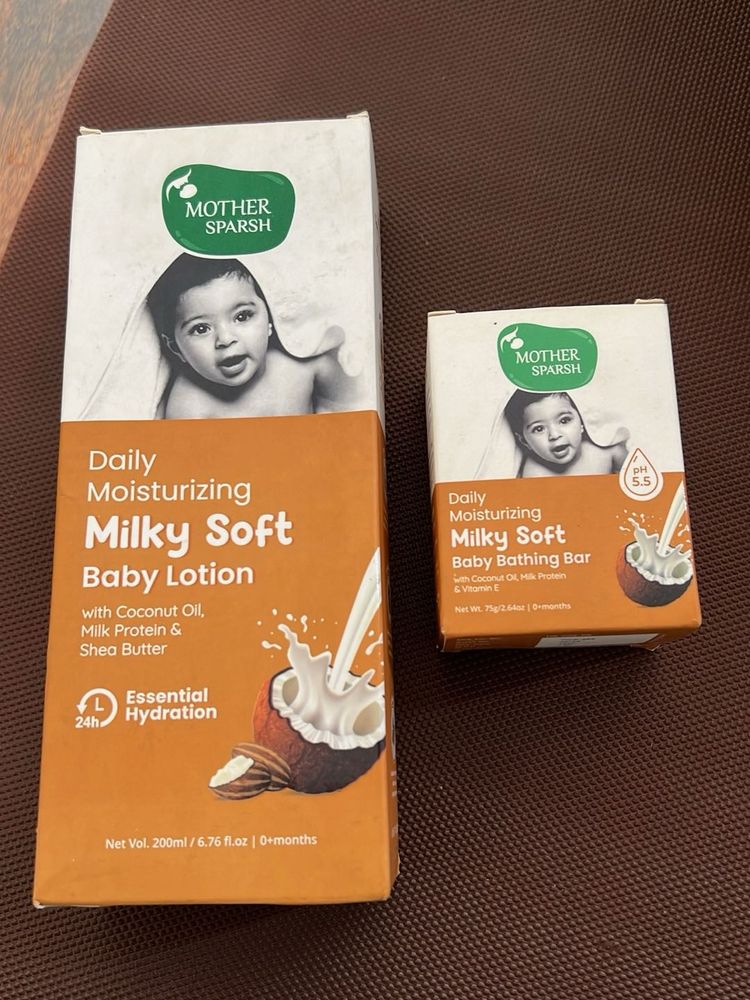 MOTHER
SPARSH
Daily
Moisturizing
Milky Soft
Baby Lotion
with Coconut Oil,
Milk Protein &
Shea Butter
24h
Essential
Hydration
Net Vol. 200ml / 6.76 fl.oz | 0+months
MOTHER
SPARSH
pH
5.5
Daily
Moisturizing
Milky Soft
Baby Bathing Bar
with Coconut Oil, Milk Protein
& Vitamin E
Net Wt. 75g/2.64oz | 0+months